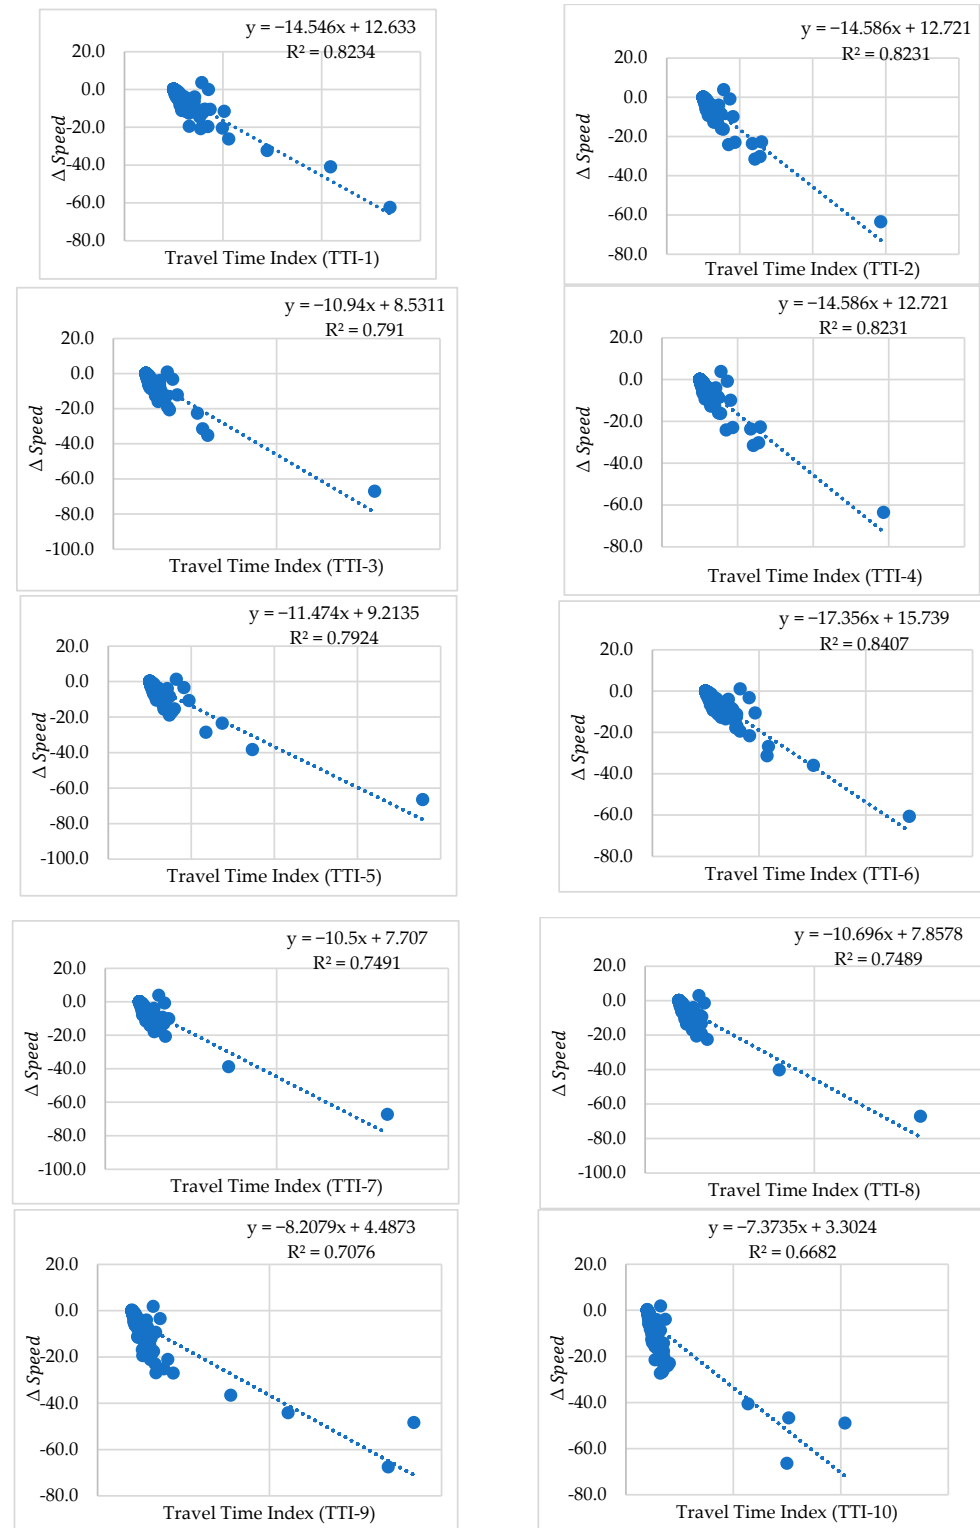 y = −14.546x + 12.633
R² = 0.8234
20.0
0.0
-20.0
-40.0
-60.0
-80.0
Δ Speed
Travel Time Index (TTI-1)
y = −14.586x + 12.721
R² = 0.8231
20.0
0.0
-20.0
-40.0
-60.0
-80.0
Δ Speed
Travel Time Index (TTI-2)
y = −10.94x + 8.5311
R² = 0.791
20.0
0.0
-20.0
-40.0
-60.0
-80.0
-100.0
Δ Speed
Travel Time Index (TTI-3)
y = −14.586x + 12.721
R² = 0.8231
20.0
0.0
-20.0
-40.0
-60.0
-80.0
Δ Speed
Travel Time Index (TTI-4)
y = −11.474x + 9.2135
R² = 0.7924
20.0
0.0
-20.0
-40.0
-60.0
-80.0
-100.0
Δ Speed
Travel Time Index (TTI-5)
y = −17.356x + 15.739
R² = 0.8407
20.0
0.0
-20.0
-40.0
-60.0
-80.0
Δ Speed
Travel Time Index (TTI-6)
y = −10.5x + 7.707
R² = 0.7491
20.0
0.0
-20.0
-40.0
-60.0
-80.0
-100.0
Δ Speed
Travel Time Index (TTI-7)
y = −10.696x + 7.8578
R² = 0.7489
20.0
0.0
-20.0
-40.0
-60.0
-80.0
-100.0
Δ Speed
Travel Time Index (TTI-8)
y = −8.2079x + 4.4873
R² = 0.7076
20.0
0.0
-20.0
-40.0
-60.0
-80.0
Δ Speed
Travel Time Index (TTI-9)
y = −7.3735x + 3.3024
R² = 0.6682
20.0
0.0
-20.0
-40.0
-60.0
-80.0
Δ Speed
Travel Time Index (TTI-10)